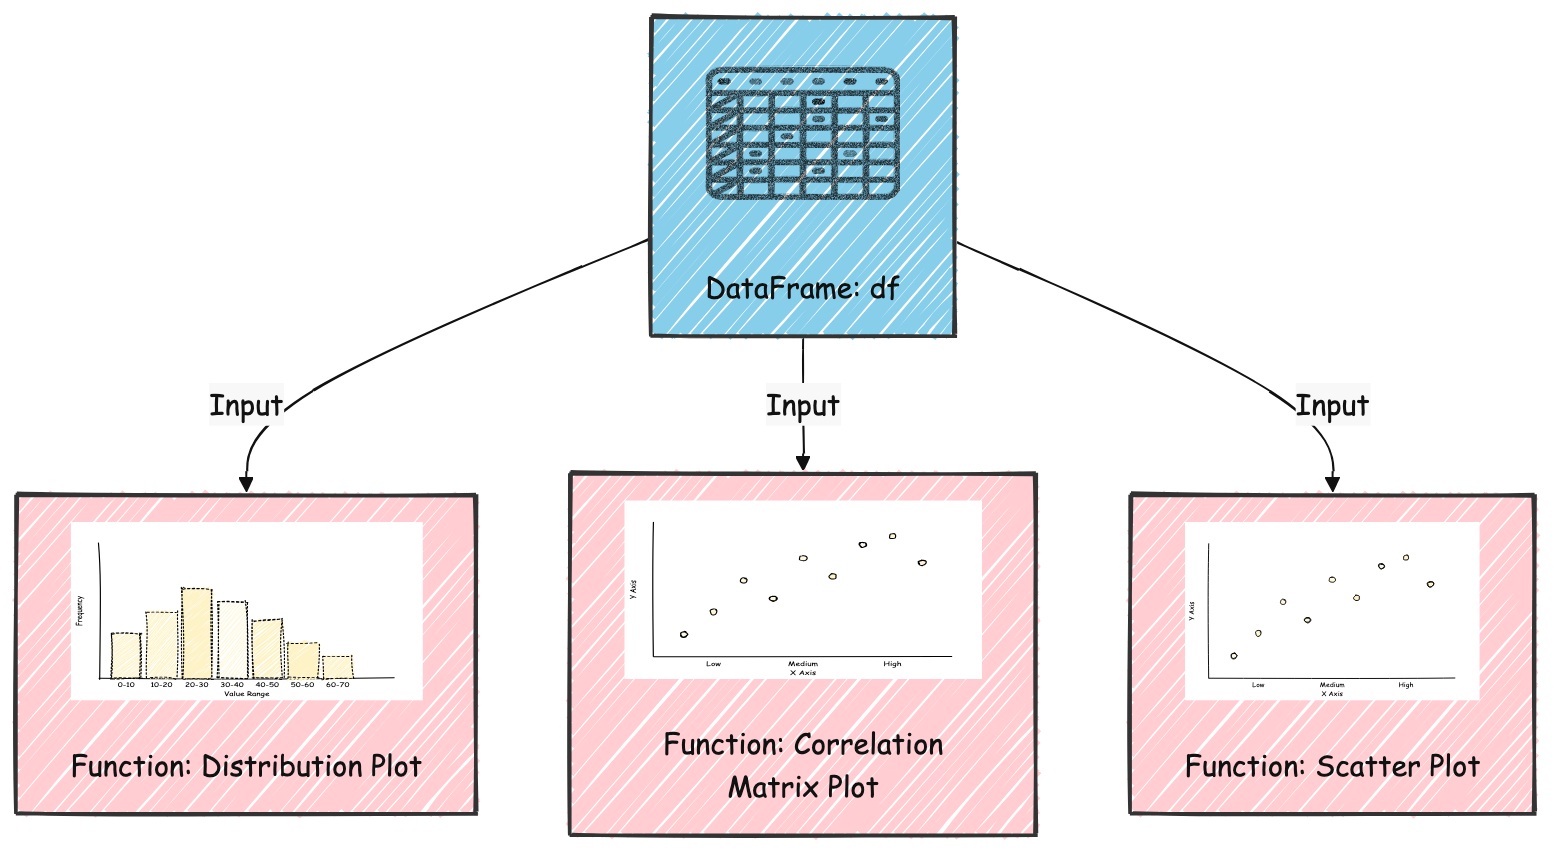 DataFrame: df
Input
Input
Input
Frequency
0-10
10-20
20-30
30-40
40-50
50-60
60-70
Value Range
Function: Distribution Plot
Y Axis
Low
Medium
High
X Axis
Function: Correlation
Matrix Plot
Y Axis
Low
Medium
High
X Axis
Function: Scatter Plot